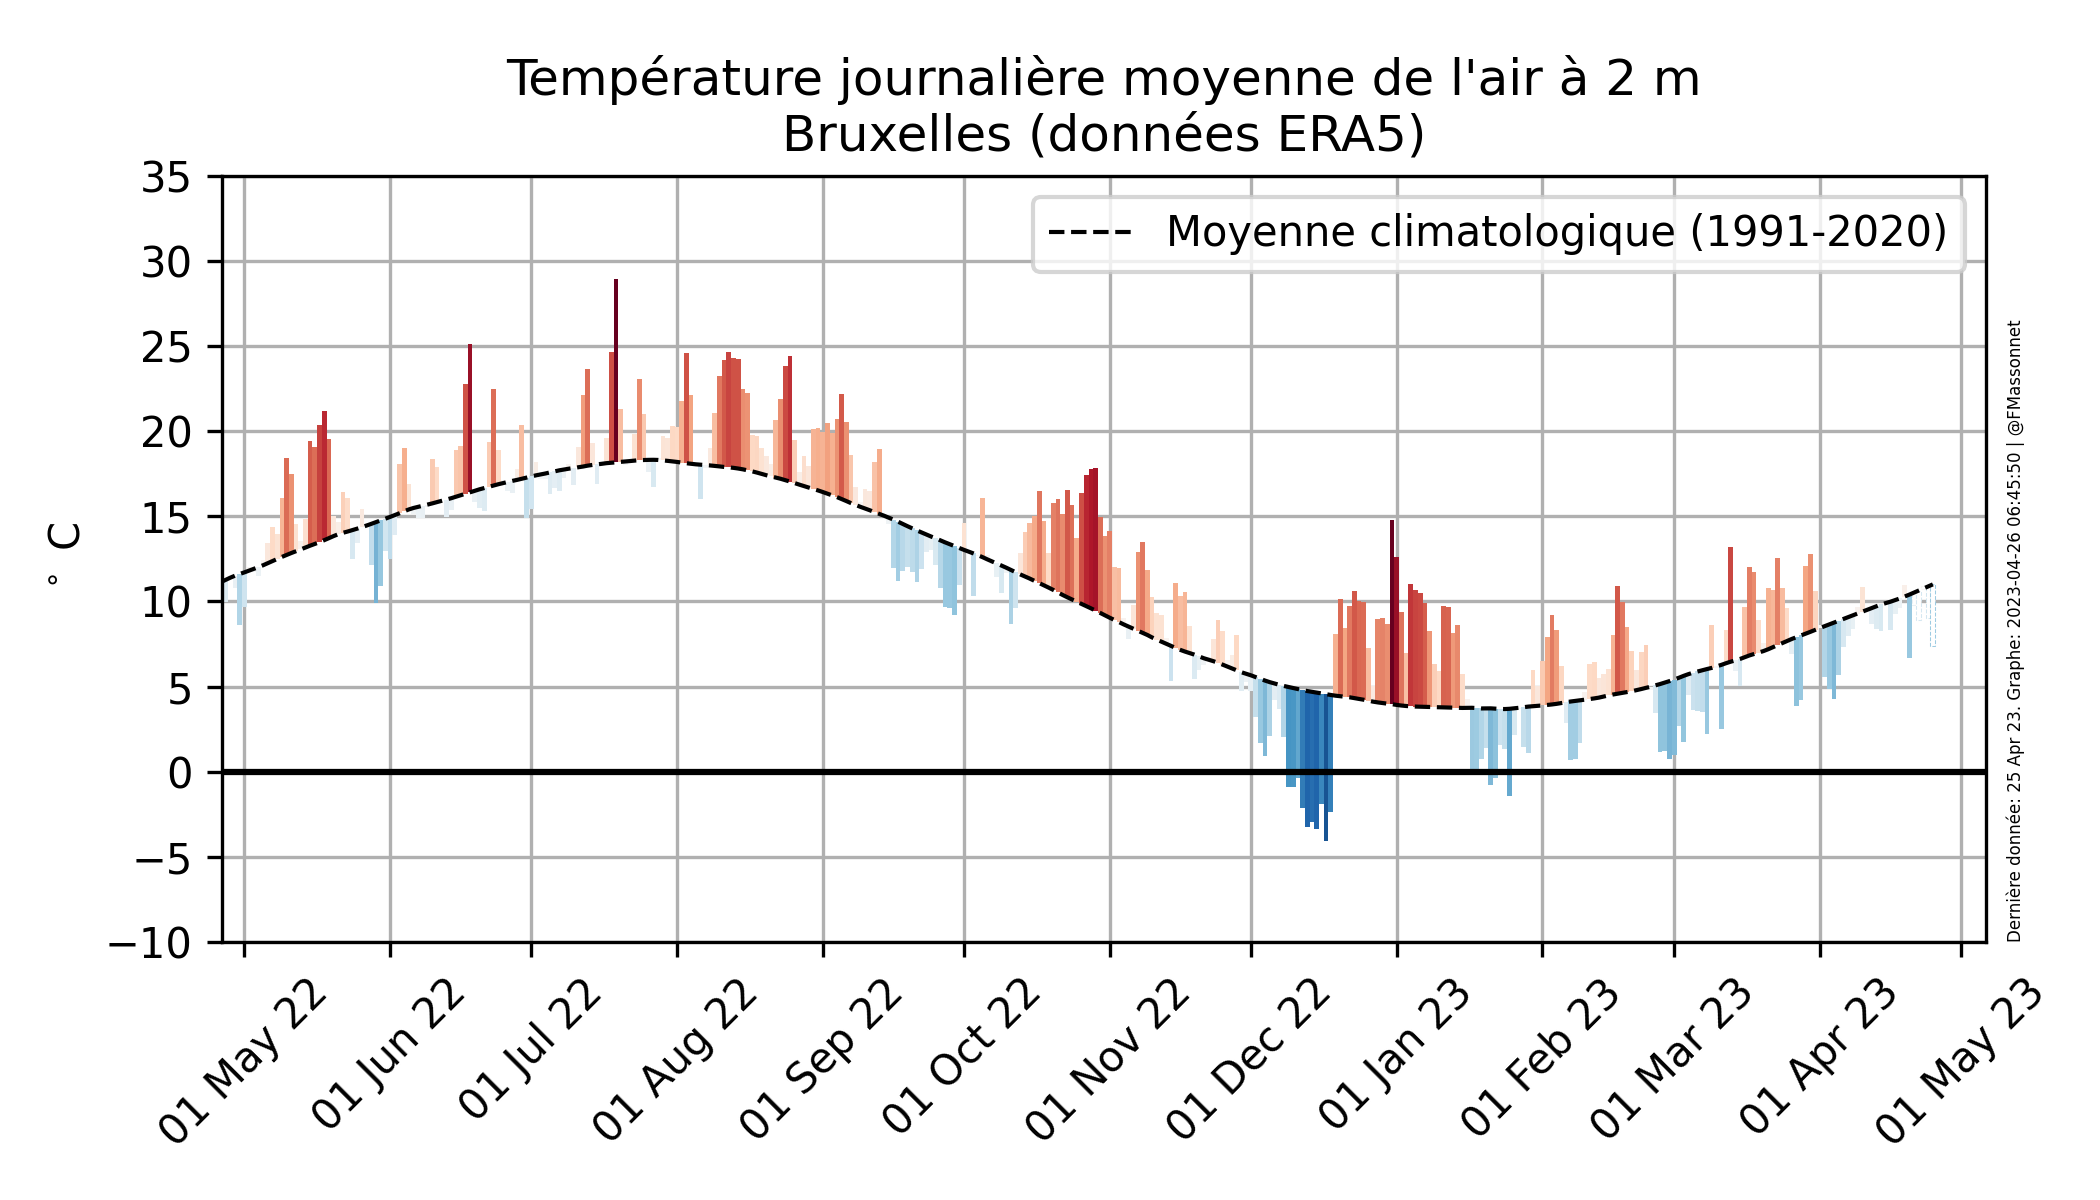 Température journalière moyenne de l'air à 2 m
Bruxelles (données ERA5)
Moyenne climatologique (1991-2020)
35
30
25
20
15
10
5
0
−5
−10
° C
01 May 22
01 Jun 22
01 Jul 22
01 Aug 22
01 Sep 22
01 Oct 22
01 Nov 22
01 Dec 22
01 Jan 23
01 Feb 23
01 Mar 23
01 Apr 23
01 May 23
Dernière donnée: 25 Apr 23. Graphe: 2023-04-26 06:45:50 | @FMassonnet